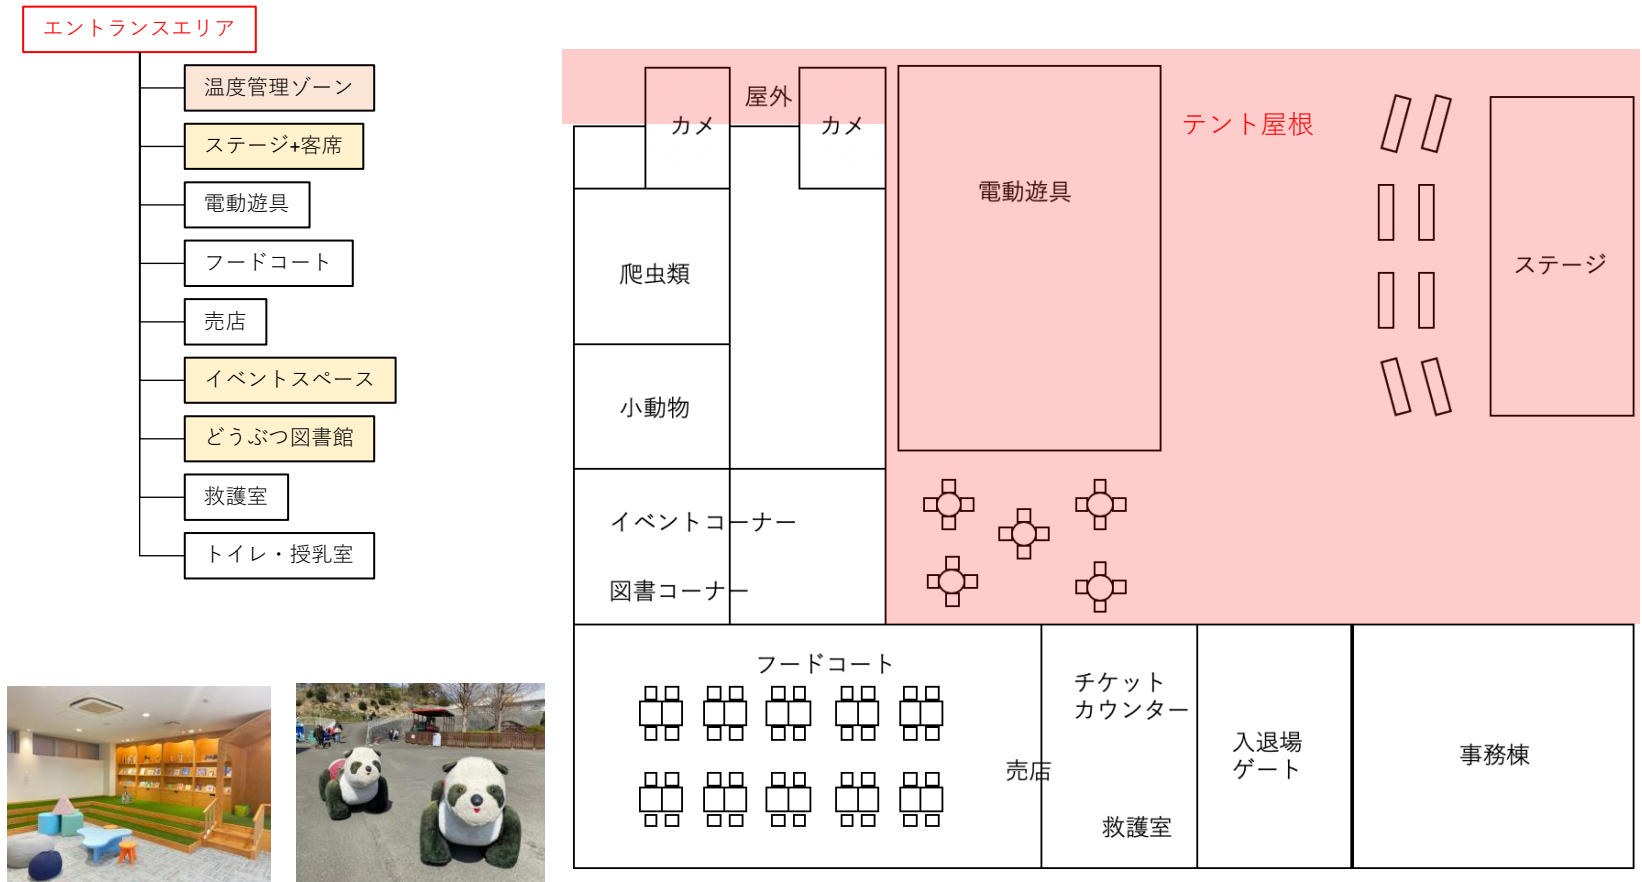 エントランスエリア
温度管理ゾーン
ステージ+客席
電動遊具
フードコート
売店
イベントスペース
どうぶつ図書館
救護室
トイレ・授乳室
屋外
カメ
カメ
テント屋根
電動遊具
ステージ
爬虫類
小動物
イベントコーナー
図書コーナー
フードコート
売店
チケット
カウンター
救護室
入退場
ゲート
事務棟